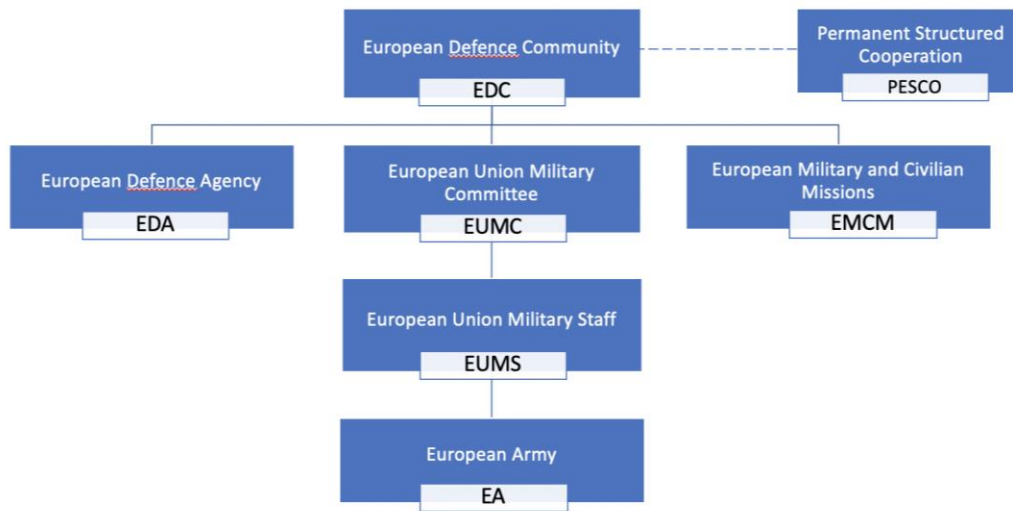 European Defence Community
EDC
Permanent Structured
Cooperation
PESCO
European Defence Agency
EDA
European Union Military
Committee
EUMC
European Military and Civilian
Missions
EMCM
European Union Military Staff
EUMS
European Army
EA